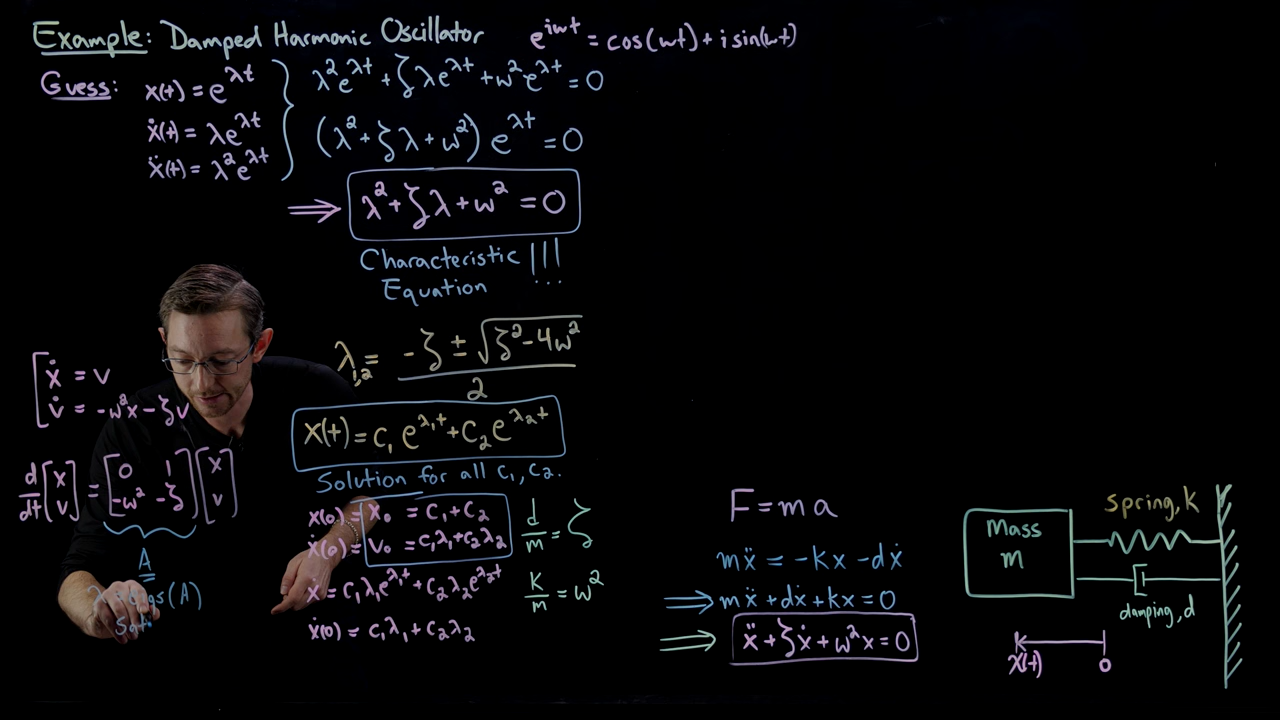 Example: Damped Harmonic Oscillator
e^{iωt} = cos(ωt) + i sin(ωt)
Guess: x(t) = e^{λt}
ẋ(t) = λe^{λt}
ẍ(t) = λ²e^{λt}
λ²e^{λt} + ζλe^{λt} + ω²e^{λt} = 0
(λ² + ζλ + ω²) e^{λt} = 0
⟹ λ² + ζλ + ω² = 0
Characteristic !!!
Equation
λ₁,₂ = (-ζ ± √(ζ² - 4ω²)) / 2
x(t) = C₁e^{λ₁t} + C₂e^{λ₂t}
Solution for all C₁, C₂.
x(0) = x₀ = C₁ + C₂
ẋ(0) = v₀ = C₁λ₁ + C₂λ₂
ẋ = C₁λ₁e^{λ₁t} + C₂λ₂e^{λ₂t}
ẋ(0) = C₁λ₁ + C₂λ₂
d/m = ζ
k/m = ω²
ẋ = v
v̇ = -ω²x - ζv
d/dt [x v] = [0 1 -ω² -ζ] [x v]
A
(A)
F = ma
mẍ = -kx - dẋ
⟹ mẍ + dẋ + kx = 0
⟹ ẍ + ζẋ + ω²x = 0
Mass
m
spring, k
damping, d
x(t) 0